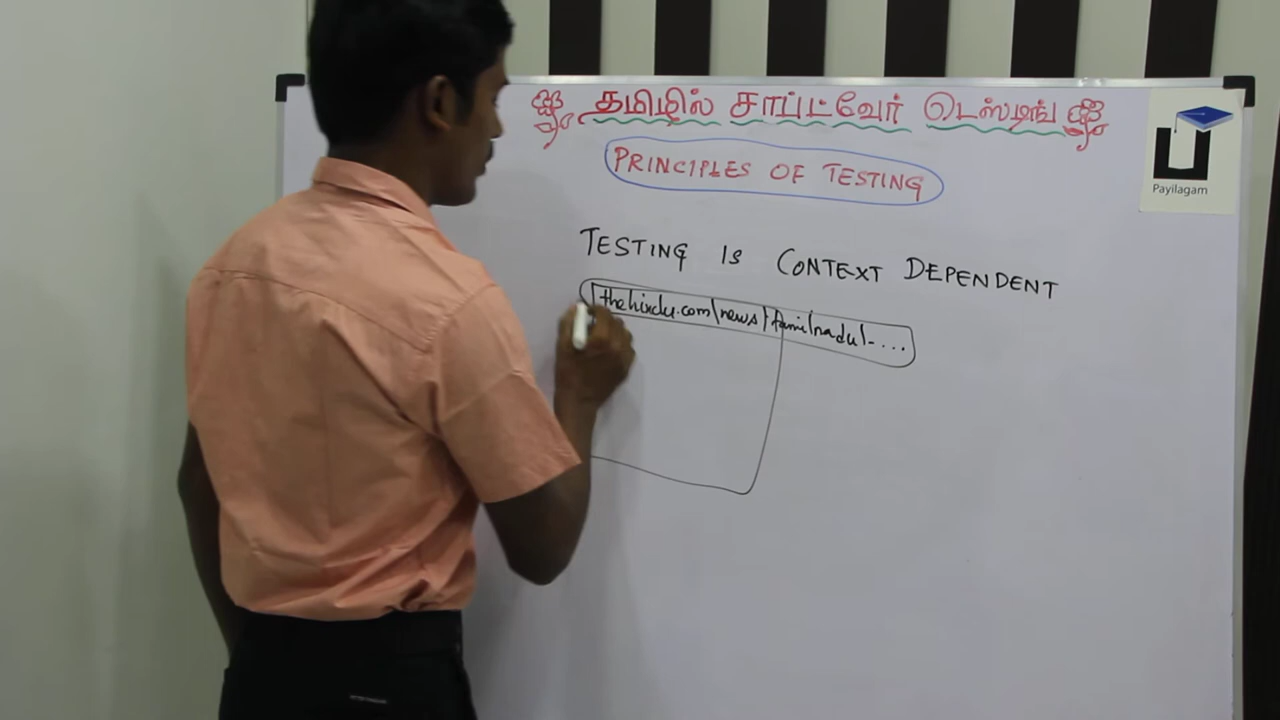 தமிழில் சாப்ட்வேர் டெஸ்டிங்
PRINCIPLES OF TESTING
Payilagam
TESTING IS CONTEXT DEPENDENT
thehindu.com\news\tamilnadu\-....